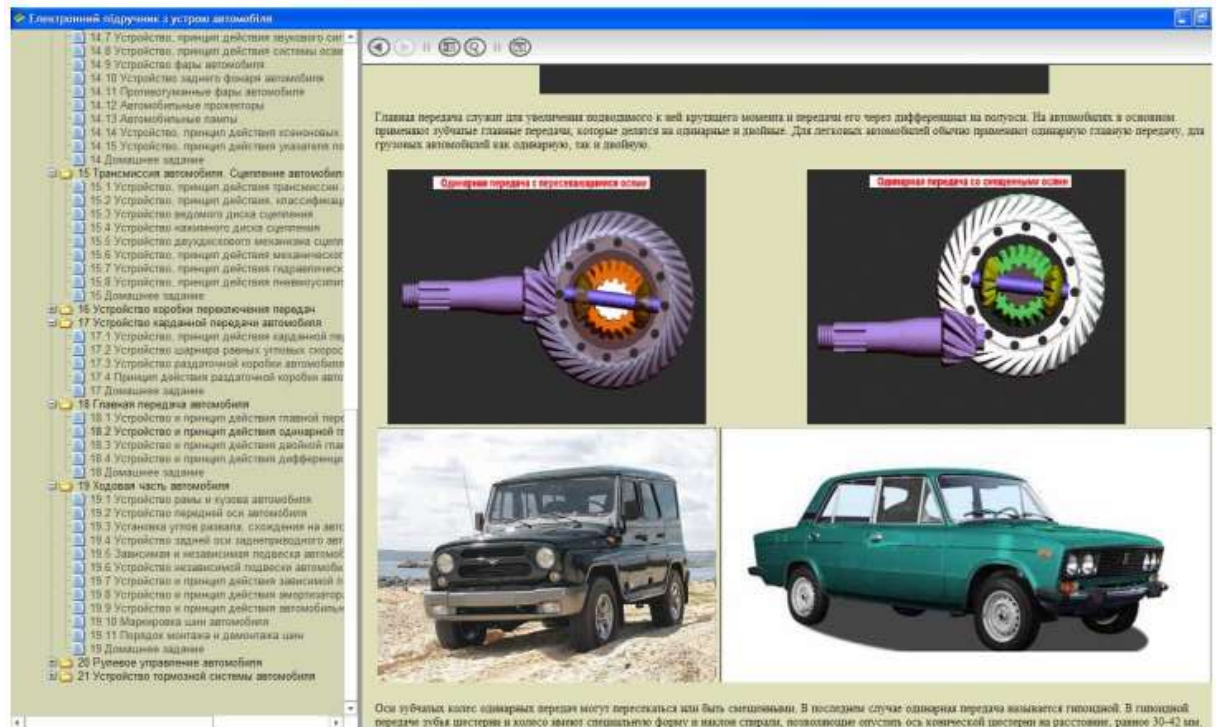 Електронний підручник з устрою автомобіля
14.7 Устройство, принцип действия звукового сиг
14.8 Устройство, принцип действия системы осве
14.9 Устройство фары автомобиля
14.10 Устройство заднего фонаря автомобиля
14.11 Противотуманные фары автомобиля
14.12 Автомобильные прожекторы
14.13 Автомобильные лампы
14.14 Устройство, принцип действия ксеноновых
14.15 Устройство, принцип действия указателя по
14 Домашнее задание
15 Трансмиссия автомобиля. Сцепление автомобил
15.1 Устройство, принцип действия трансмиссии
15.2 Устройство, принцип действия, классификац
15.3 Устройство ведомого диска сцепления
15.4 Устройство нажимного диска сцепления
15.5 Устройство двухдискового механизма сцепл
15.6 Устройство, принцип действия механическог
15.7 Устройство, принцип действия гидравлическ
15.8 Устройство, принцип действия пневмоусилит
15 Домашнее задание
16 Устройство коробки переключения передач
17 Устройство карданной передачи автомобиля
17.1 Устройство, принцип действия карданной пе
17.2 Устройство шарнира равных угловых скорос
17.3 Устройство раздаточной коробки автомобиля
17.4 Принцип действия раздаточной коробки авто
17 Домашнее задание
18 Главная передача автомобиля
18.1 Устройство и принцип действия главной пере
18.2 Устройство и принцип действия одинарной г
18.3 Устройство и принцип действия двойной глав
18.4 Устройство и принцип действия дифференци
18 Домашнее задание
19 Ходовая часть автомобиля
19.1 Устройство рамы и кузова автомобиля
19.2 Устройство передней оси автомобиля
19.3 Установка углов развала, схождения на авто
19.4 Устройство задней оси заднеприводного авт
19.5 Зависимая и независимая подвеска автомоб
19.6 Устройство независимой подвески автомоби
19.7 Устройство и принцип действия зависимой п
19.8 Устройство и принцип действия амортизатор
19.9 Устройство и принцип действия автомобильн
19.10 Маркировка шин автомобиля
19.11 Порядок монтажа и демонтажа шин
19 Домашнее задание
20 Рулевое управление автомобиля
21 Устройство тормозной системы автомобиля
Главная передача служит для увеличения подводимого к ней крутящего момента и передачи его через дифференциал на полуоси. На автомобилях в основном
применяют зубчатые главные передачи, которые делятся на одинарные и двойные. Для легковых автомобилей обычно применяют одинарную главную передачу, для
грузовых автомобилей как одинарную, так и двойную.
Одинарная передача с пересекающимися осями
Одинарная передача со смещенными осями
Оси зубчатых колес одинарных передач могут пересекаться или быть смещенными. В последнем случае одинарная передача называется гипоидной. В гипоидной
передаче зубья шестерни и колесо имеют специальную форму и наклон спирали, позволяющие опустить ось конической шестерни на расстояние, равно 30-42 мм.